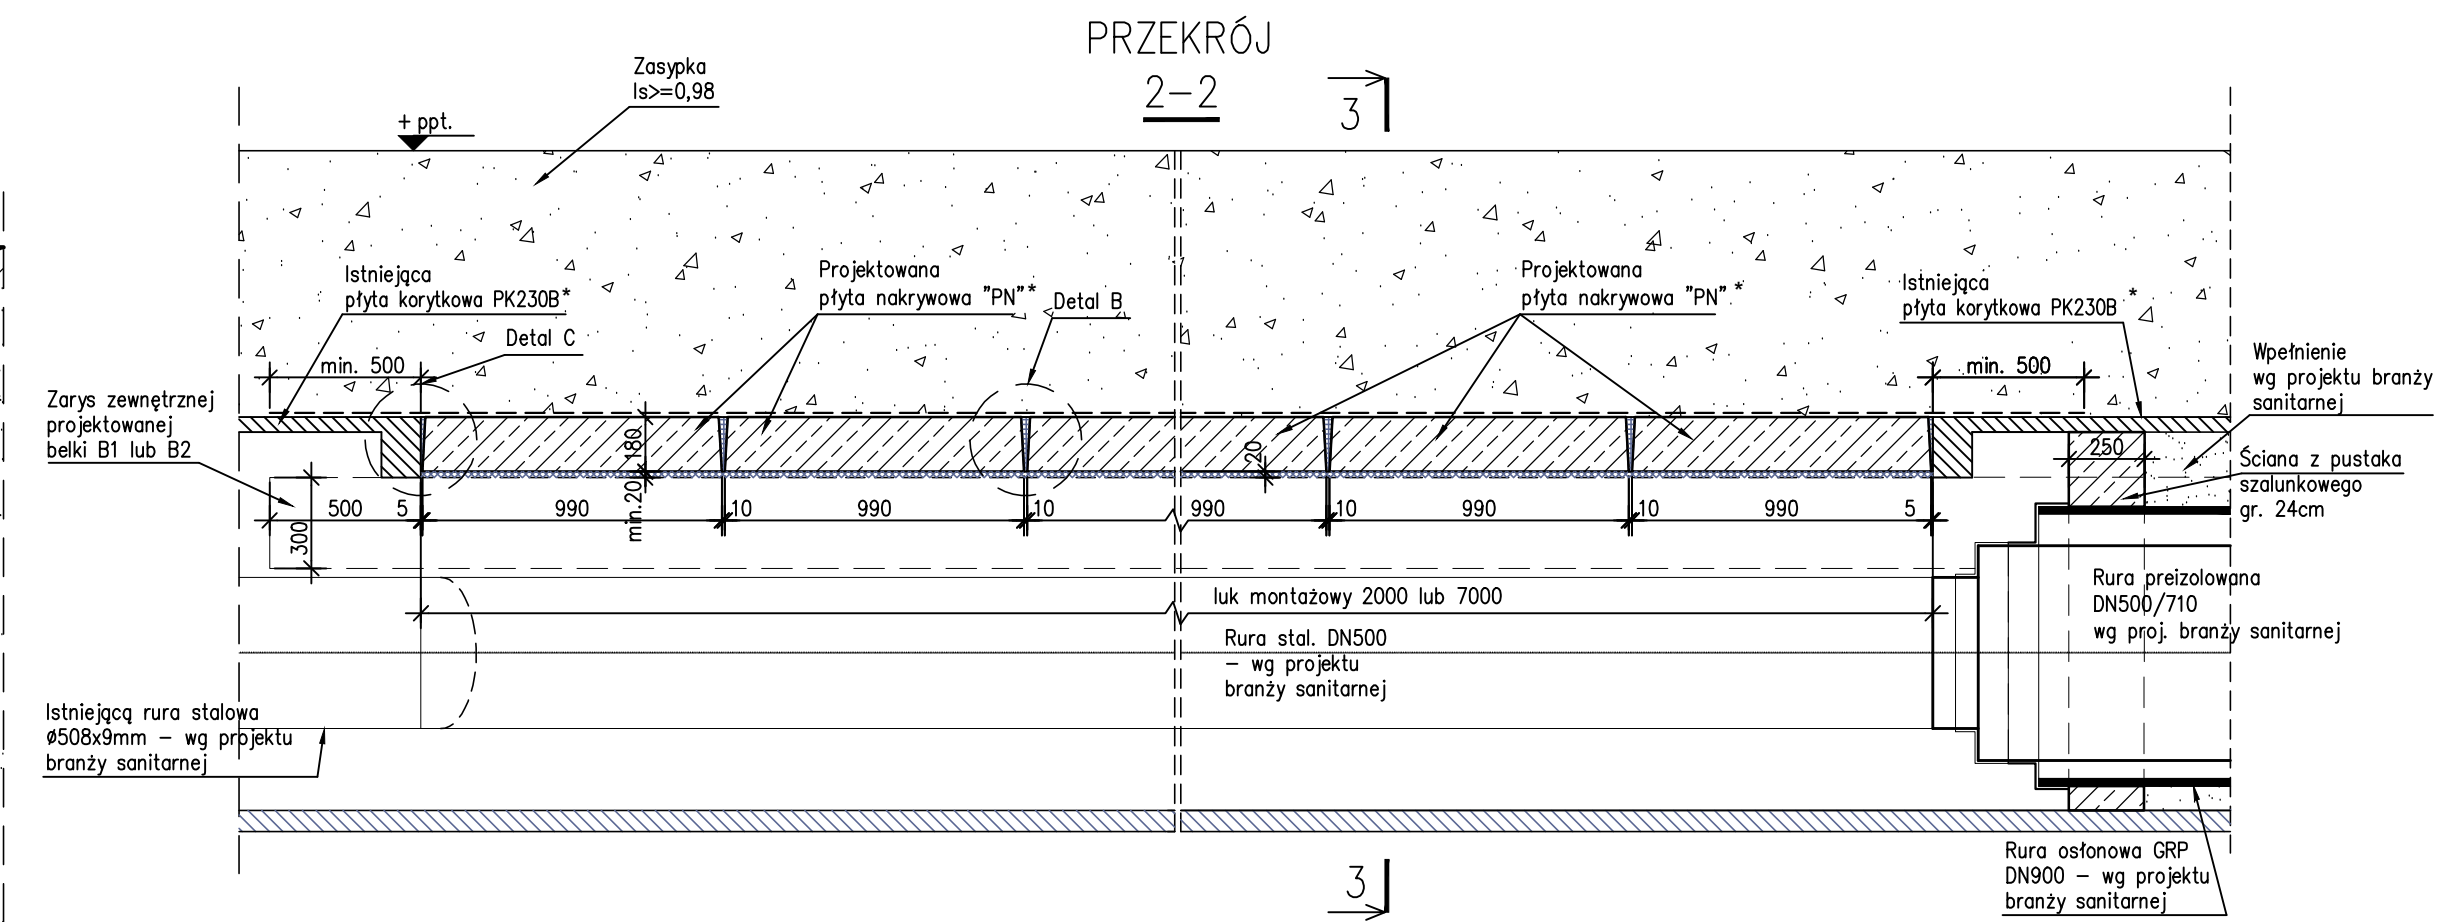 PRZEKRÓJ
2-2
3
Zasypka
Is>=0,98
+ ppt.
Istniejąca
płyta korytkowa PK230B*
Projektowana
płyta nakrywowa "PN"*
Detal B
Projektowana
płyta nakrywowa "PN" *
Istniejąca
płyta korytkowa PK230B *
Detal C
min. 500
min. 500
Wpełnienie
wg projektu branży
sanitarnej
Zarys zewnętrznej
projektowanej
belki B1 lub B2
180
min.20
20
250
Ściana z pustaka
szalunkowego
gr. 24cm
500 5 990 10 990 10 990 10 990 10 990 5
300
luk montażowy 2000 lub 7000
Rura stal. DN500
– wg projektu
branży sanitarnej
Rura preizolowana
DN500/710
wg proj. branży sanitarnej
Istniejącą rura stalowa
Ø508x9mm – wg projektu
branży sanitarnej
Rura osłonowa GRP
DN900 – wg projektu
branży sanitarnej
3